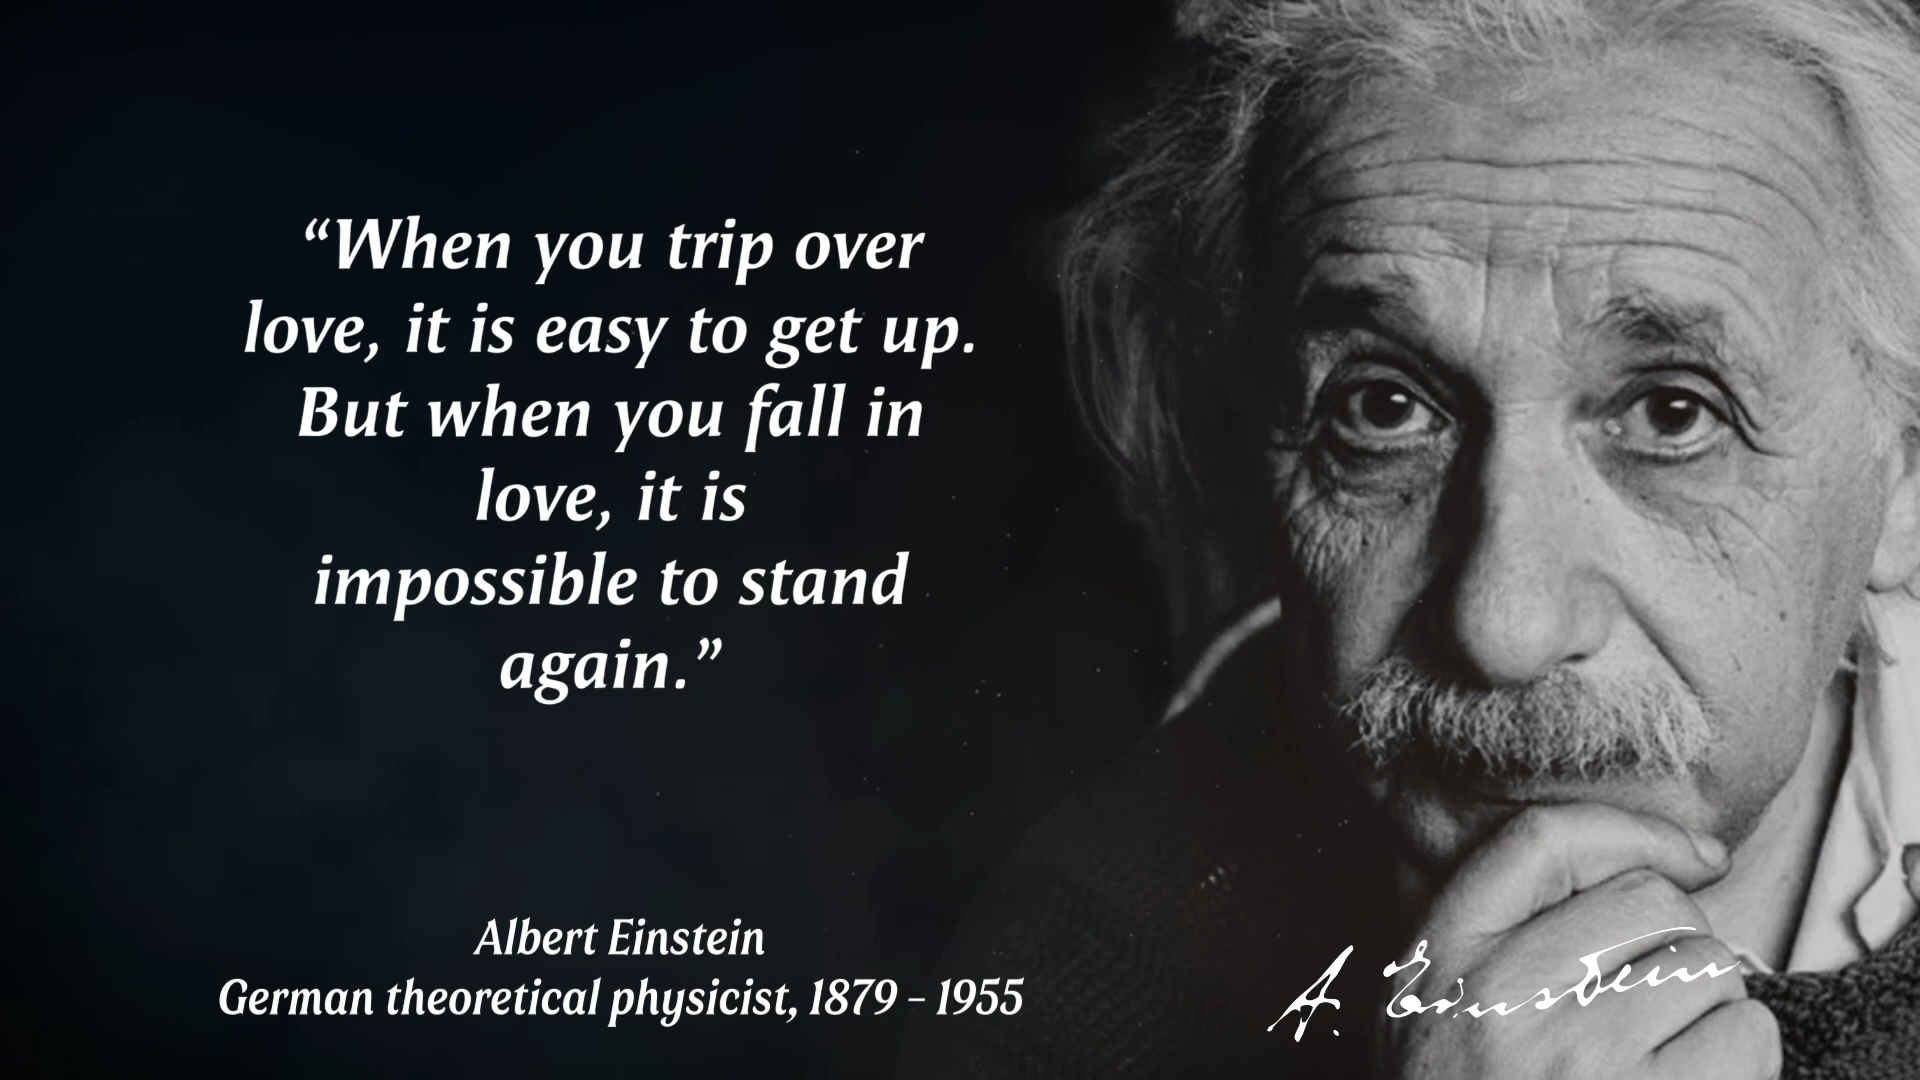 “When you trip over
love, it is easy to get up.
But when you fall in
love, it is
impossible to stand
again.”
Albert Einstein
German theoretical physicist, 1879 – 1955
A. Einstein